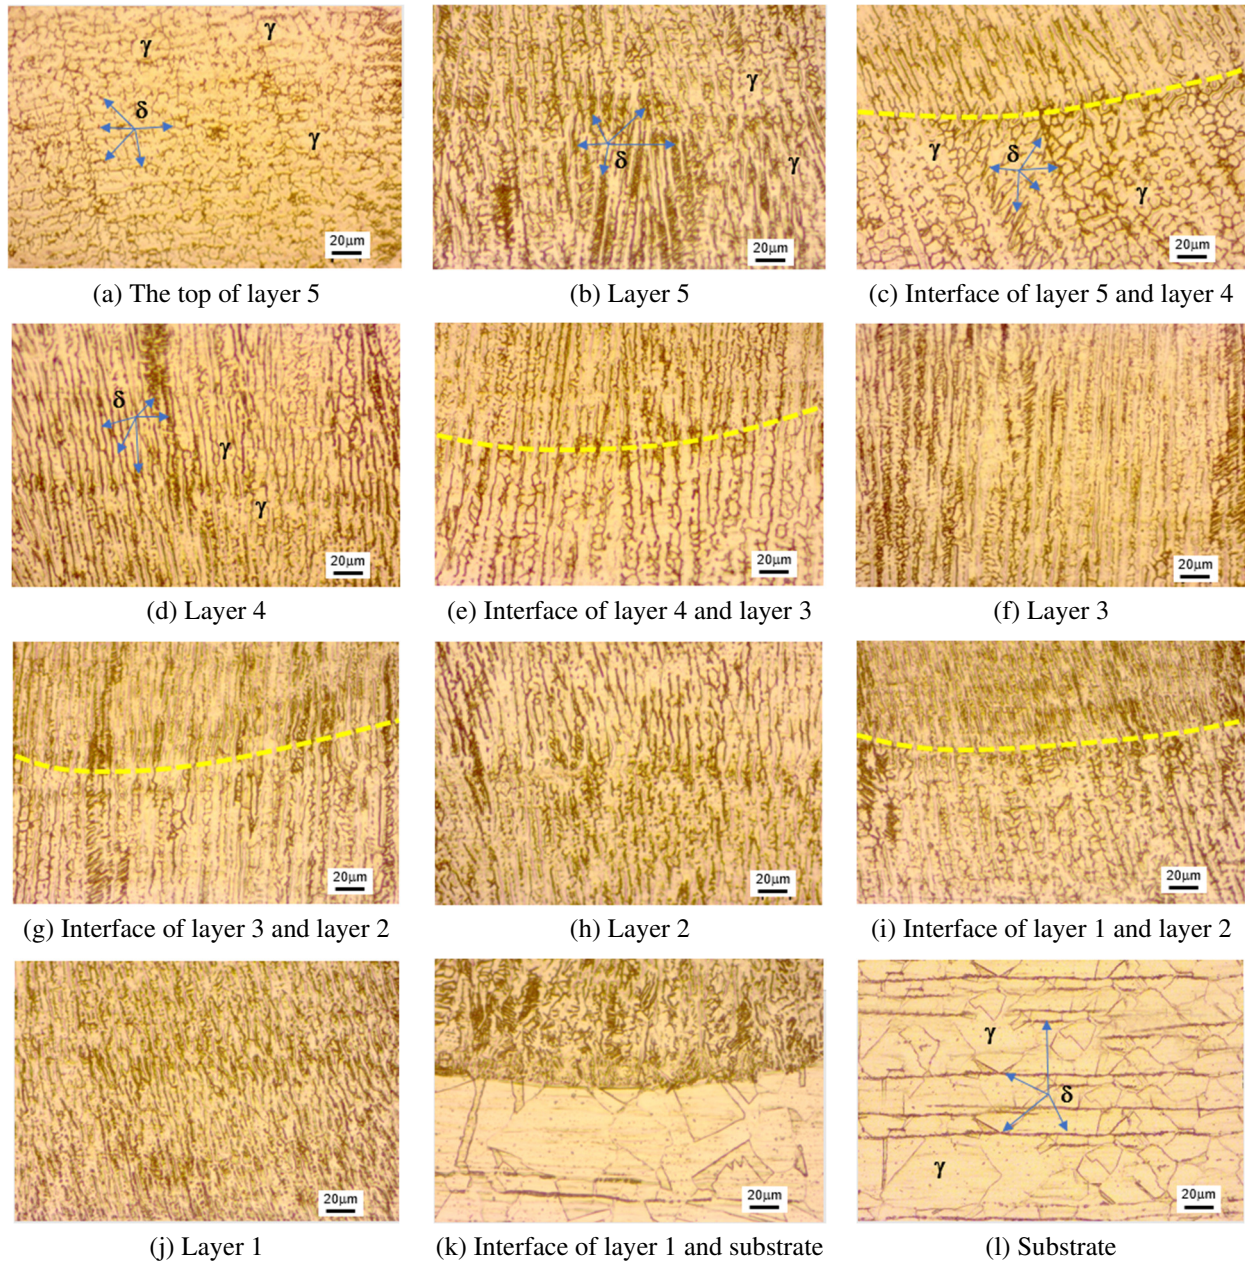 γ γ
δ
γ
20μm
(a) The top of layer 5
γ
δ γ
20μm
(b) Layer 5
γ δ
γ
20μm
(c) Interface of layer 5 and layer 4
δ
γ
γ
20μm
(d) Layer 4
20μm
(e) Interface of layer 4 and layer 3
20μm
(f) Layer 3
20μm
(g) Interface of layer 3 and layer 2
20μm
(h) Layer 2
20μm
(i) Interface of layer 1 and layer 2
20μm
(j) Layer 1
20μm
(k) Interface of layer 1 and substrate
γ
δ
γ
20μm
(l) Substrate